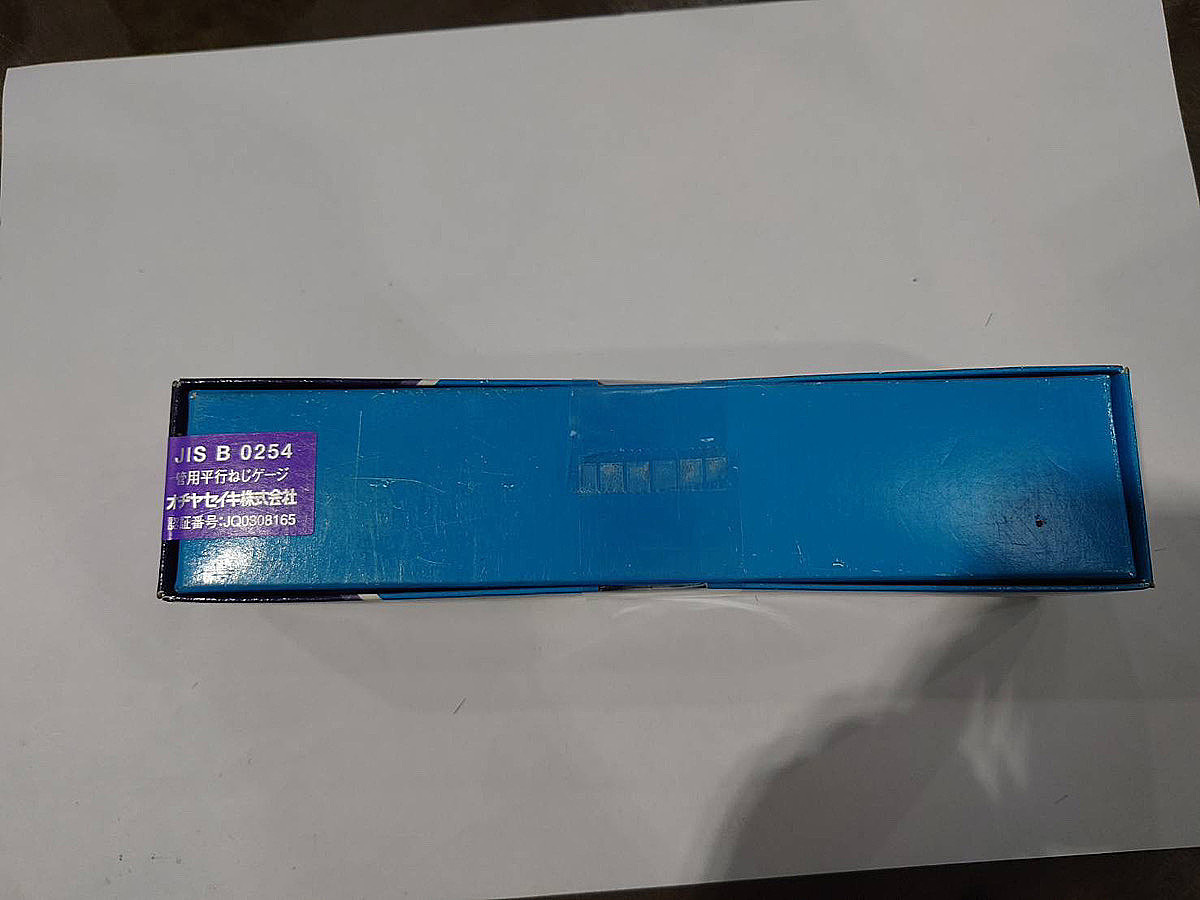 JIS B 0254
管用平行ねじゲージ
オヂヤセイキ株式会社
認証番号:JQ0308165